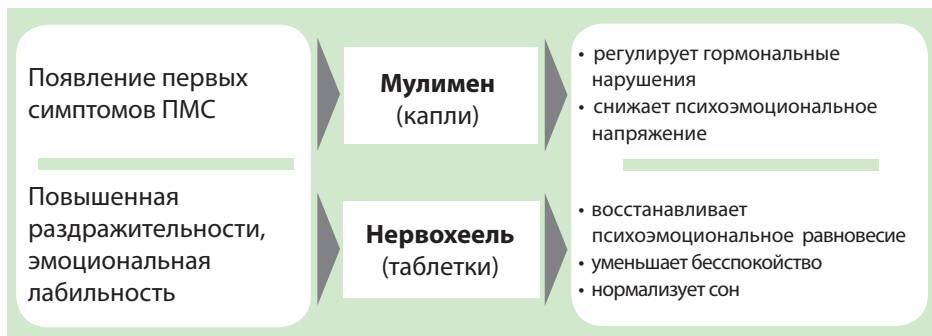 Появление первых
симптомов ПМС
Мулимен
(капли)
• регулирует гормональные
нарушения
• снижает психоэмоциональное
напряжение
Повышенная
раздражительности,
эмоциональная
лабильность
Нервохеель
(таблетки)
• восстанавливает
психоэмоциональное равновесие
• уменьшает бесспокойство
• нормализует сон